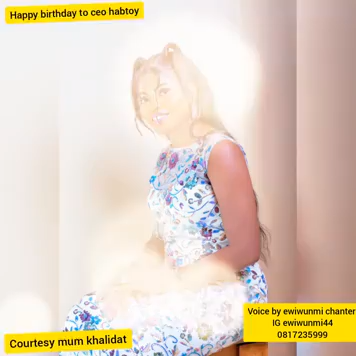 Happy birthday to ceo habtoy
Voice by ewiwunmi chanter
IG ewiwunmi44
0817235999
Courtesy mum khalidat